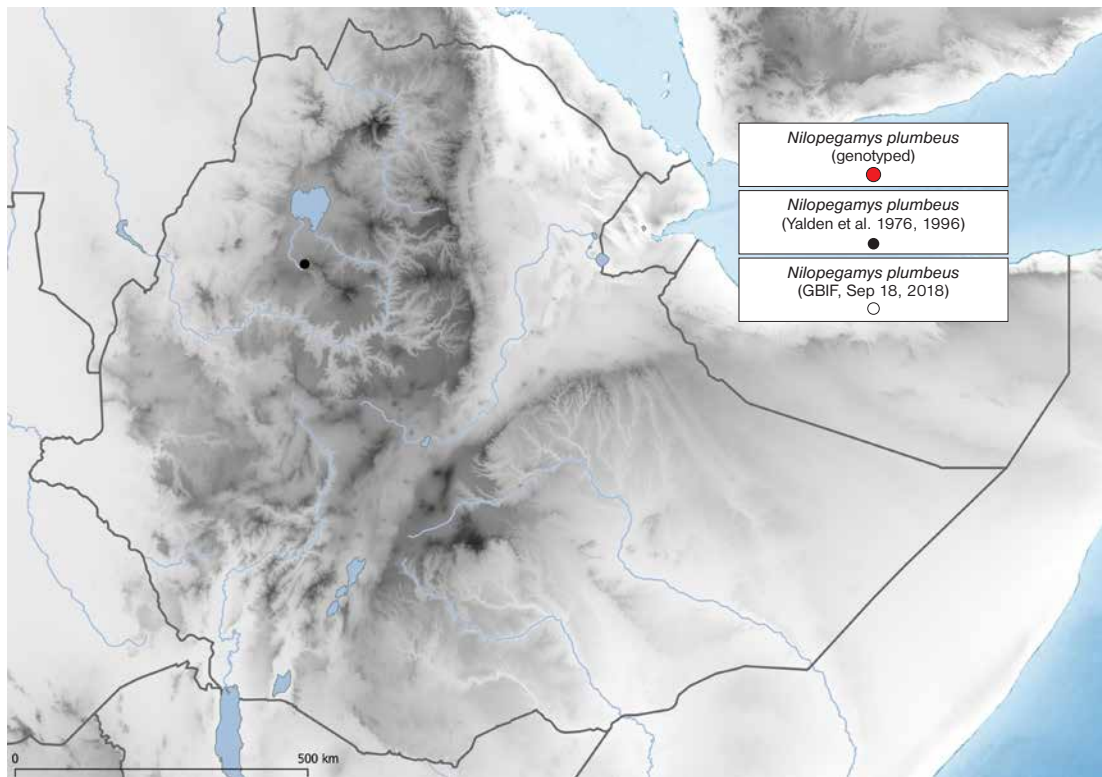 Nilopegamys plumbeus
(genotyped)
Nilopegamys plumbeus
(Yalden et al. 1976, 1996)
Nilopegamys plumbeus
(GBIF, Sep 18, 2018)
0 500 km